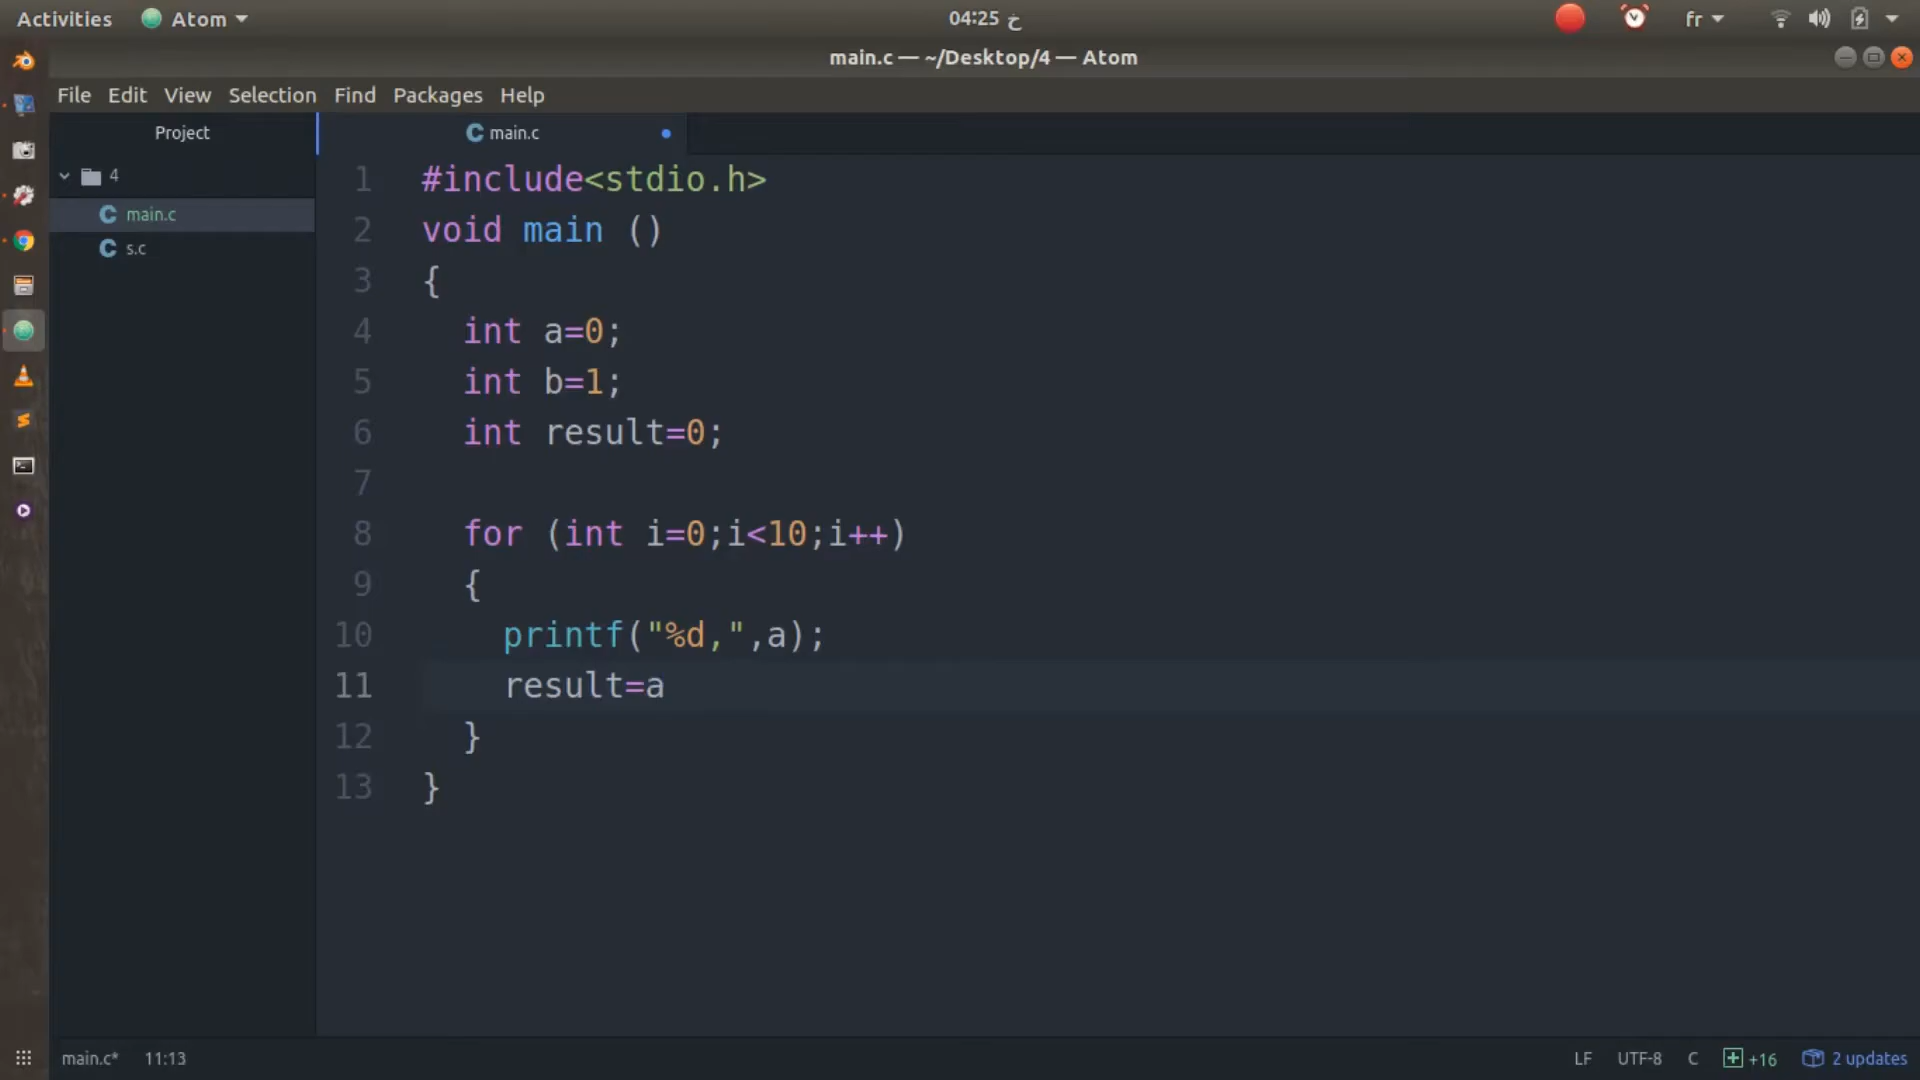 Activities Atom 04:25 خ fr
main.c — ~/Desktop/4 — Atom
File Edit View Selection Find Packages Help
Project
main.c
4
main.c
s.c
1 #include<stdio.h>
2 void main ()
3 {
4 int a=0;
5 int b=1;
6 int result=0;
7
8 for (int i=0;i<10;i++)
9 {
10 printf("%d,",a);
11 result=a
12 }
13 }
main.c* 11:13 LF UTF-8 C +16 2 updates